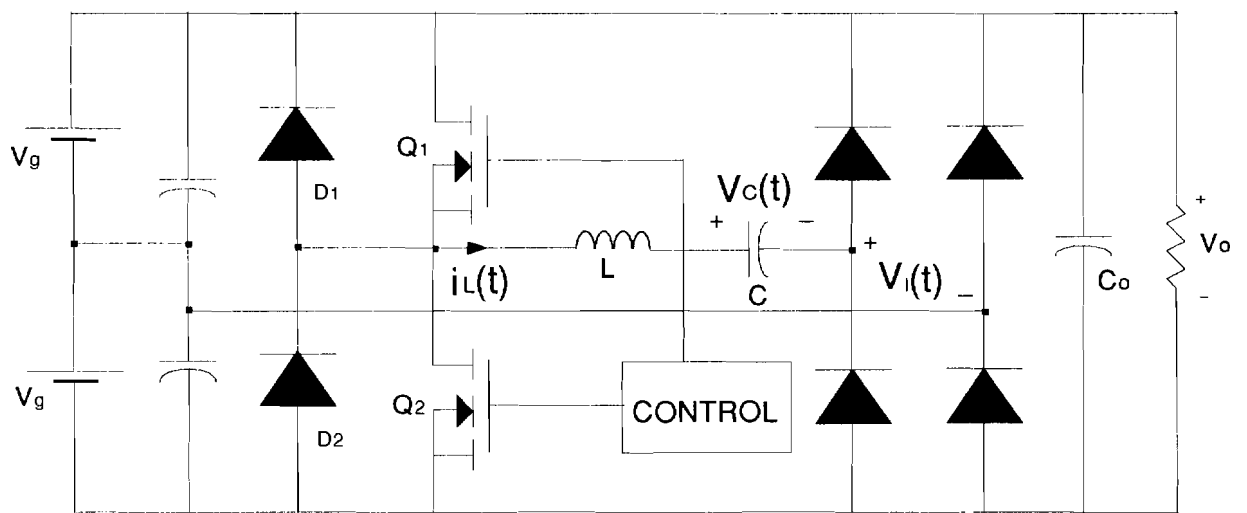 Vg
Vg
D1
D2
Q1
Q2
iL(t)
L
VC(t)
+
−
C
+
VI(t)
−
CONTROL
Co
+
Vo
−